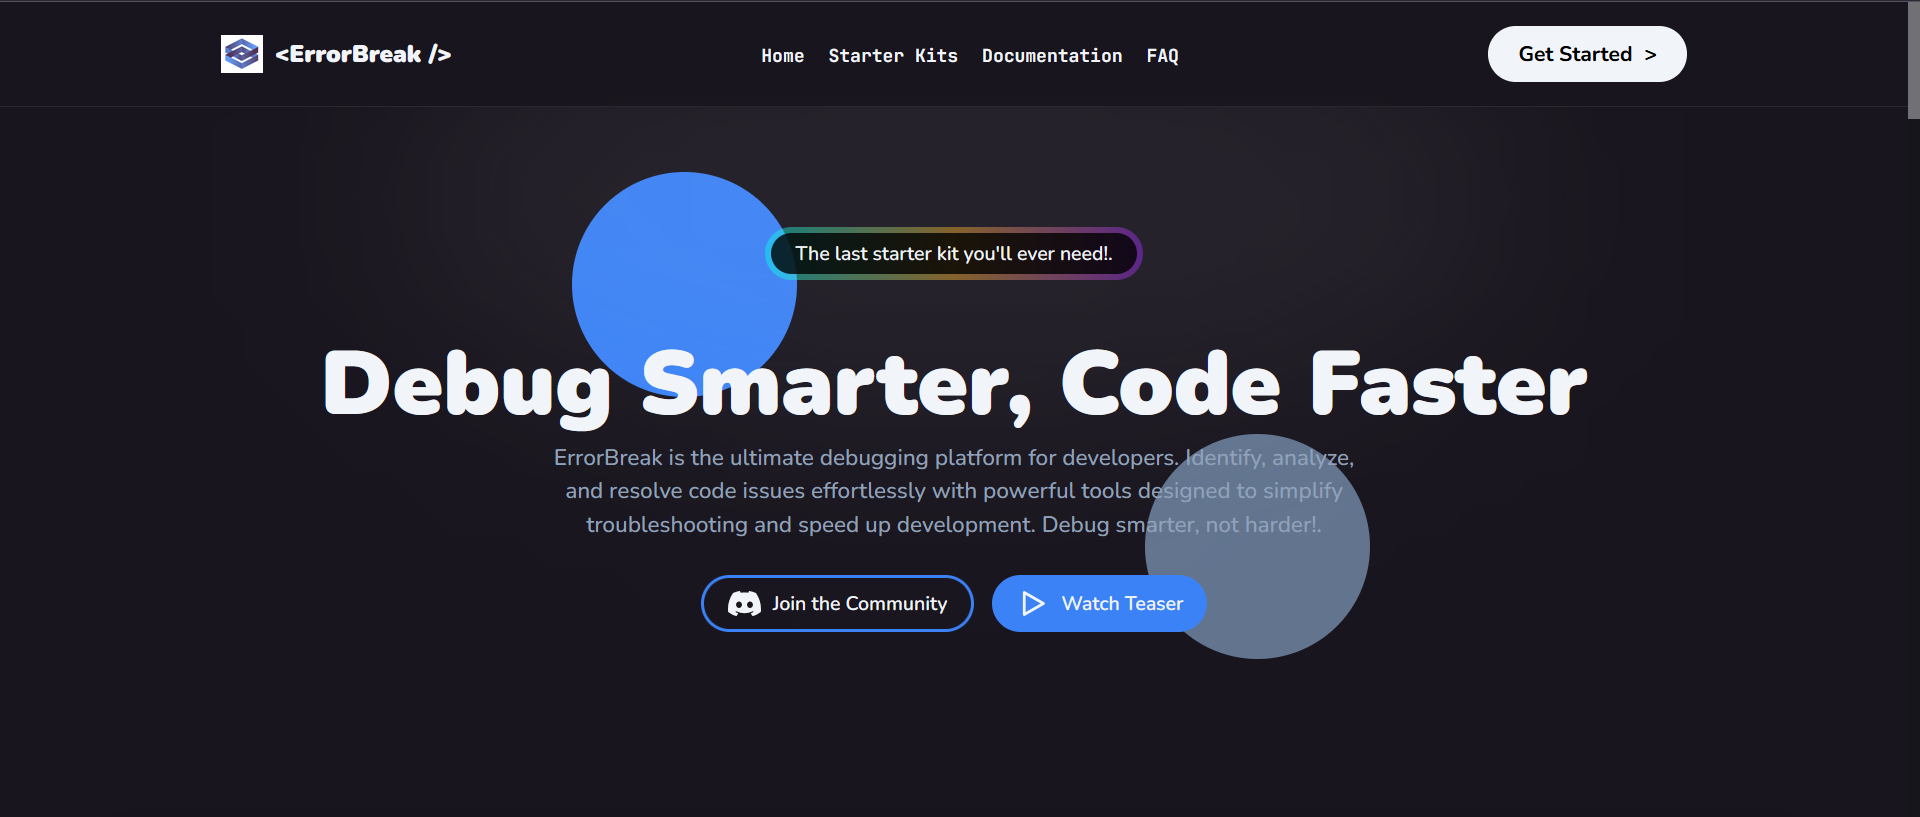 <ErrorBreak />
Home Starter Kits Documentation FAQ
Get Started >
The last starter kit you'll ever need!.
Debug Smarter, Code Faster
ErrorBreak is the ultimate debugging platform for developers. Identify, analyze,
and resolve code issues effortlessly with powerful tools designed to simplify
troubleshooting and speed up development. Debug smarter, not harder!.
Join the Community
Watch Teaser